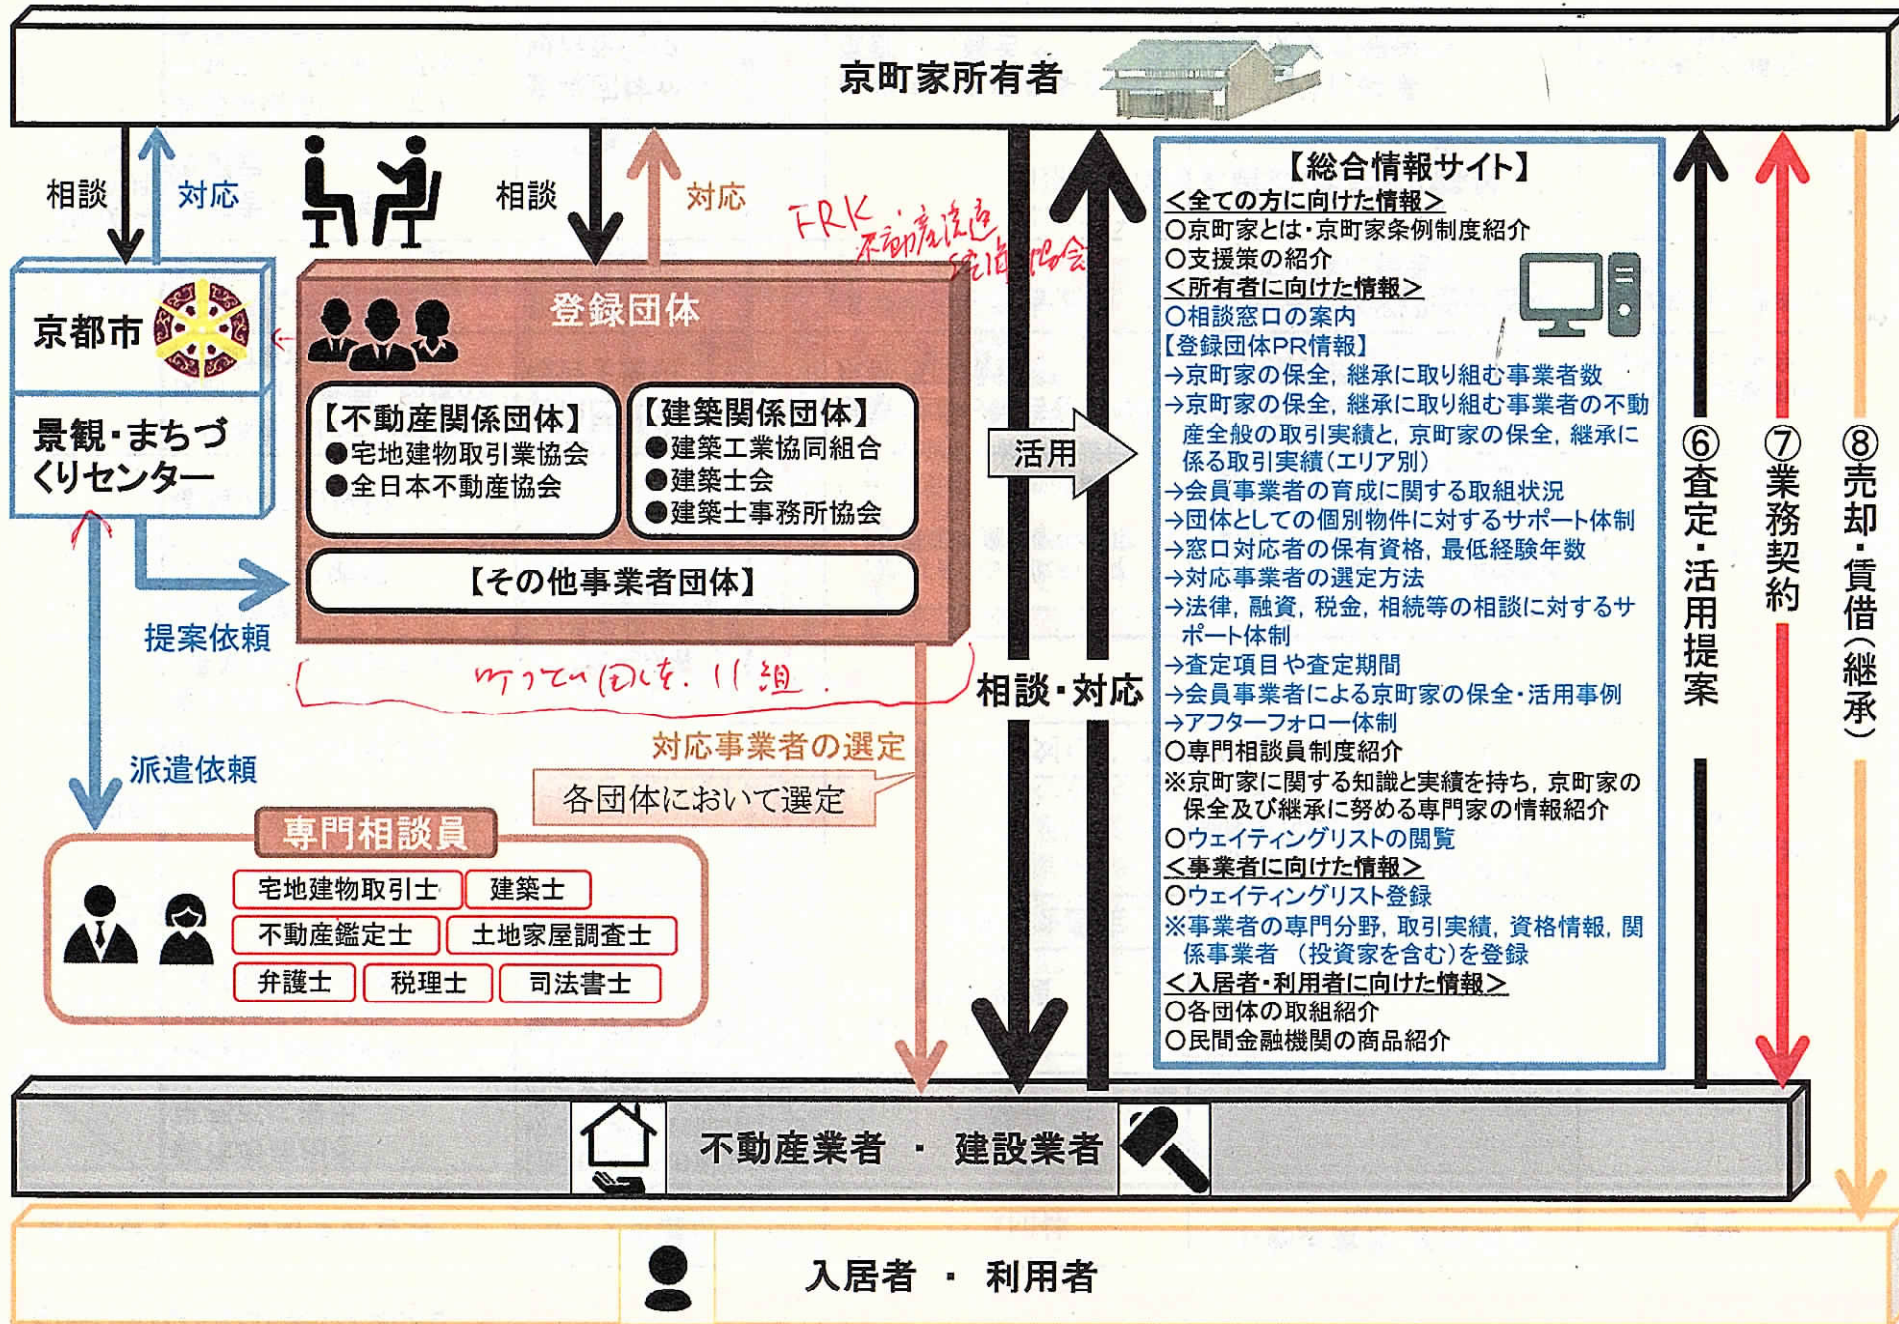 京町家所有者
相談
対応
相談
対応
FRK
不動産流通
協会
京都市
景観・まちづ
くりセンター
登録団体
【不動産関係団体】
●宅地建物取引業協会
●全日本不動産協会
【建築関係団体】
●建築工業協同組合
●建築士会
●建築士事務所協会
【その他事業者団体】
提案依頼
11組.
派遣依頼
対応事業者の選定
各団体において選定
専門相談員
宅地建物取引士
建築士
不動産鑑定士
土地家屋調査士
弁護士
税理士
司法書士
活用
相談・対応
【総合情報サイト】
<全ての方に向けた情報>
○京町家とは・京町家条例制度紹介
○支援策の紹介
<所有者に向けた情報>
○相談窓口の案内
【登録団体PR情報】
→京町家の保全，継承に取り組む事業者数
→京町家の保全，継承に取り組む事業者の不動
産全般の取引実績と，京町家の保全，継承に
係る取引実績（エリア別）
→会員事業者の育成に関する取組状況
→団体としての個別物件に対するサポート体制
→窓口対応者の保有資格，最低経験年数
→対応事業者の選定方法
→法律，融資，税金，相続等の相談に対するサ
ポート体制
→査定項目や査定期間
→会員事業者による京町家の保全・活用事例
→アフターフォロー体制
○専門相談員制度紹介
※京町家に関する知識と実績を持ち，京町家の
保全及び継承に努める専門家の情報紹介
○ウェイティングリストの閲覧
<事業者に向けた情報>
○ウェイティングリスト登録
※事業者の専門分野，取引実績，資格情報，関
係事業者 （投資家を含む）を登録
<入居者・利用者に向けた情報>
○各団体の取組紹介
○民間金融機関の商品紹介
⑥査定・活用提案
⑦業務契約
⑧売却・賃借（継承）
不動産業者 ・ 建設業者
入居者 ・ 利用者